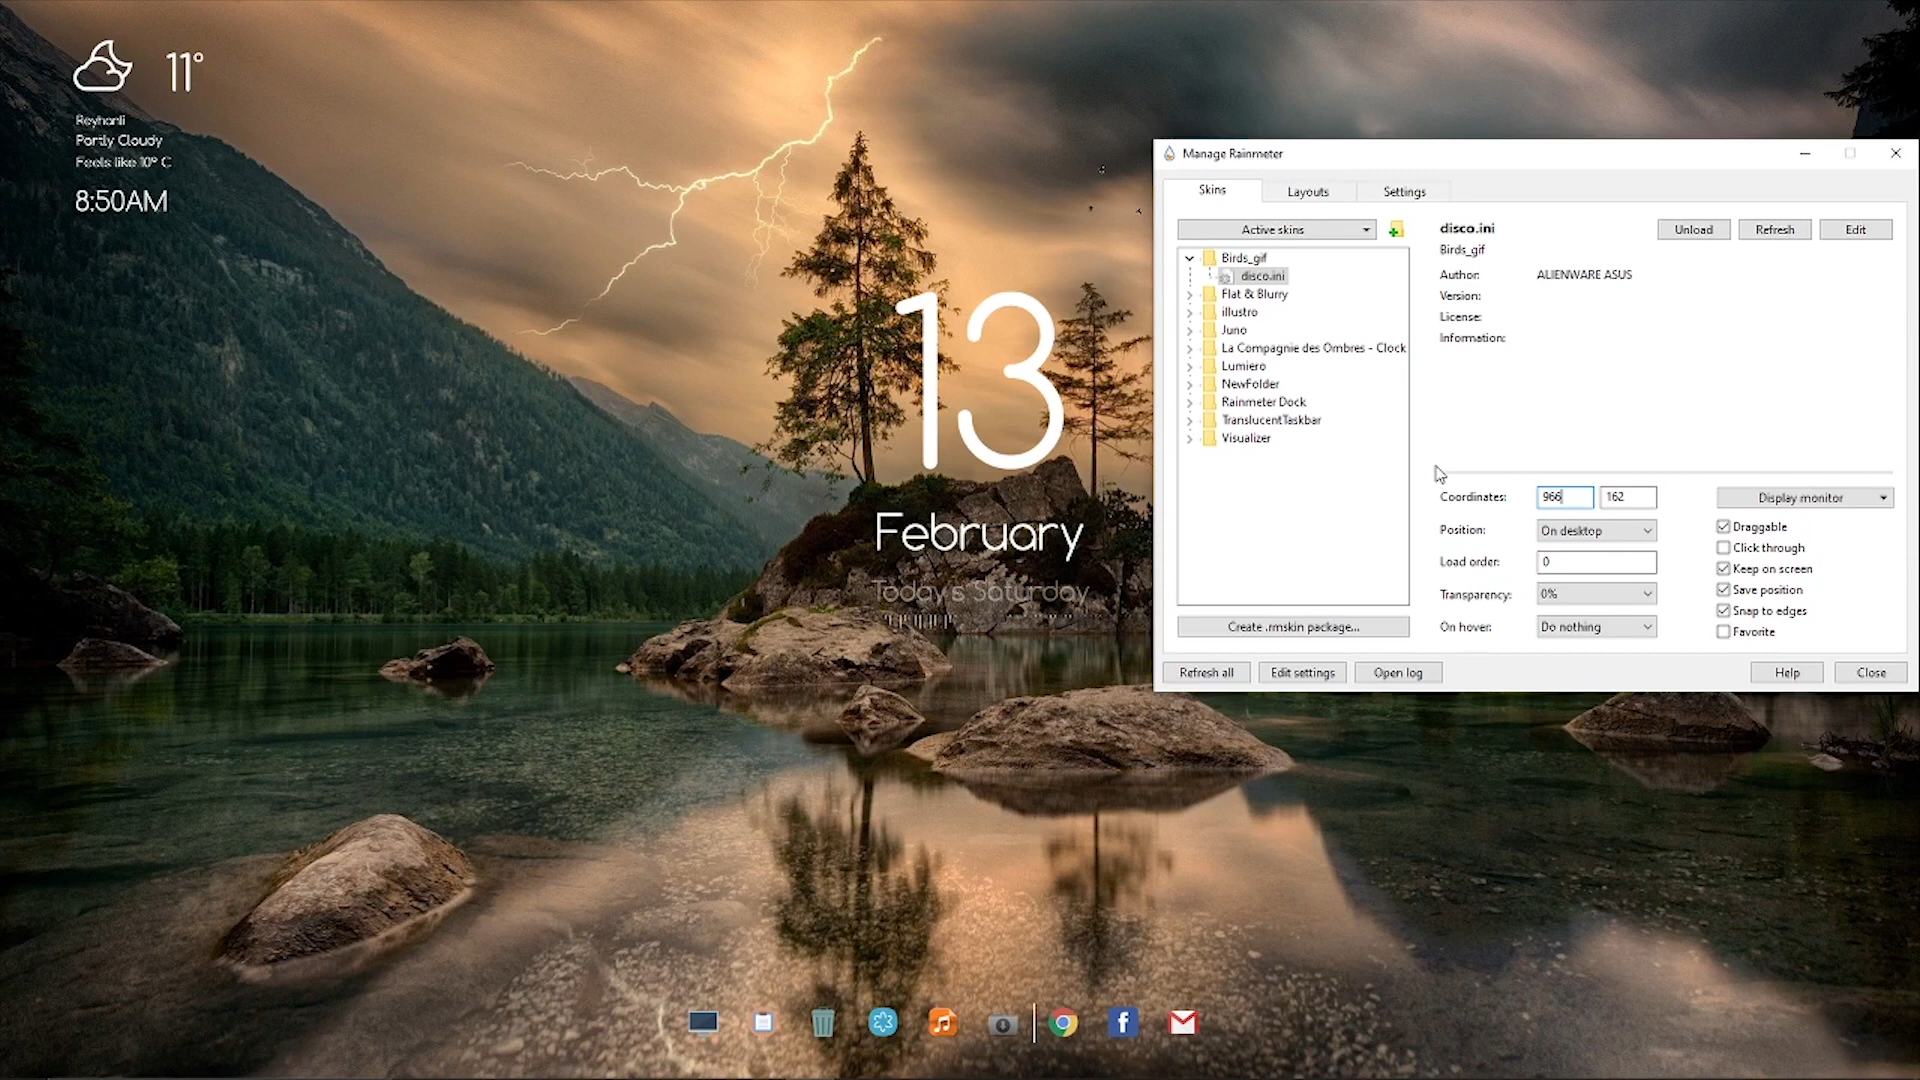 11°
Reyhanli
Partly Cloudy
Feels like 10° C
8:50AM
13
February
Today's Saturday
Manage Rainmeter
Skins
Layouts
Settings
Active skins
Birds_gif
disco.ini
Flat & Blurry
illustro
Juno
La Compagnie des Ombres - Clock
Lumiero
NewFolder
Rainmeter Dock
TranslucentTaskbar
Visualizer
Create .rmskin package...
disco.ini
Birds_gif
Unload
Refresh
Edit
Author: ALIENWARE ASUS
Version:
License:
Information:
Coordinates: 966 162
Display monitor
Position: On desktop
Load order: 0
Transparency: 0%
On hover: Do nothing
Draggable
Click through
Keep on screen
Save position
Snap to edges
Favorite
Refresh all
Edit settings
Open log
Help
Close